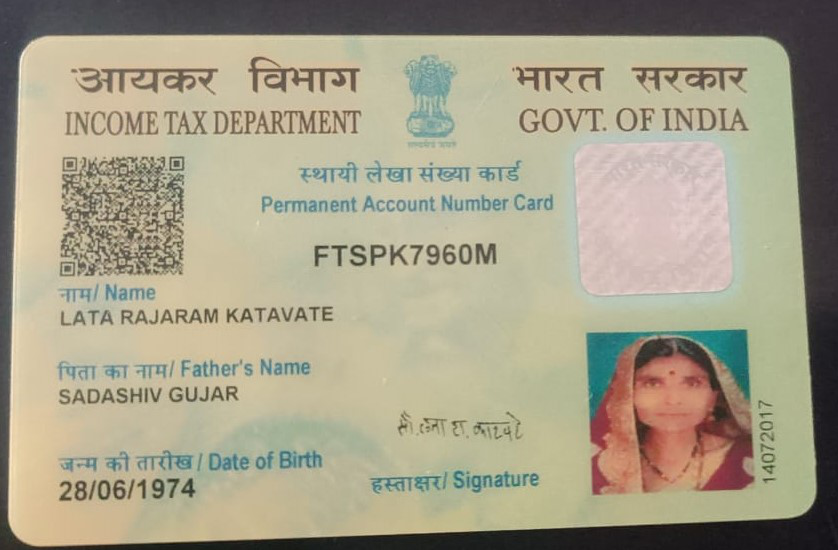 आयकर विभाग
INCOME TAX DEPARTMENT
भारत सरकार
GOVT. OF INDIA
सत्यमेव जयते
स्थायी लेखा संख्या कार्ड
Permanent Account Number Card
FTSPK7960M
नाम/ Name
LATA RAJARAM KATAVATE
पिता का नाम/ Father's Name
SADASHIV GUJAR
जन्म की तारीख / Date of Birth
28/06/1974
सौ. लता रा. काटवटे
हस्ताक्षर/ Signature
14072017